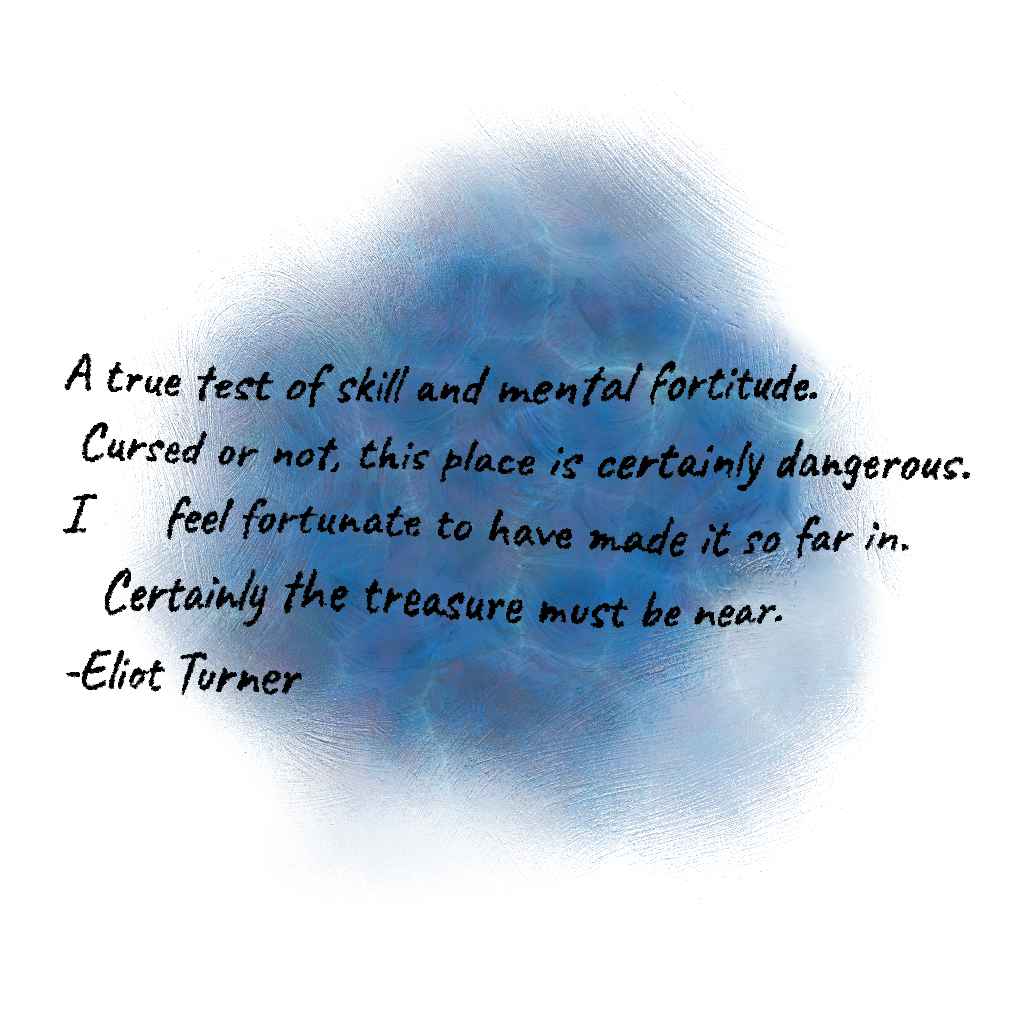 A true test of skill and mental fortitude.
Cursed or not, this place is certainly dangerous.
I feel fortunate to have made it so far in.
Certainly the treasure must be near.
-Eliot Turner